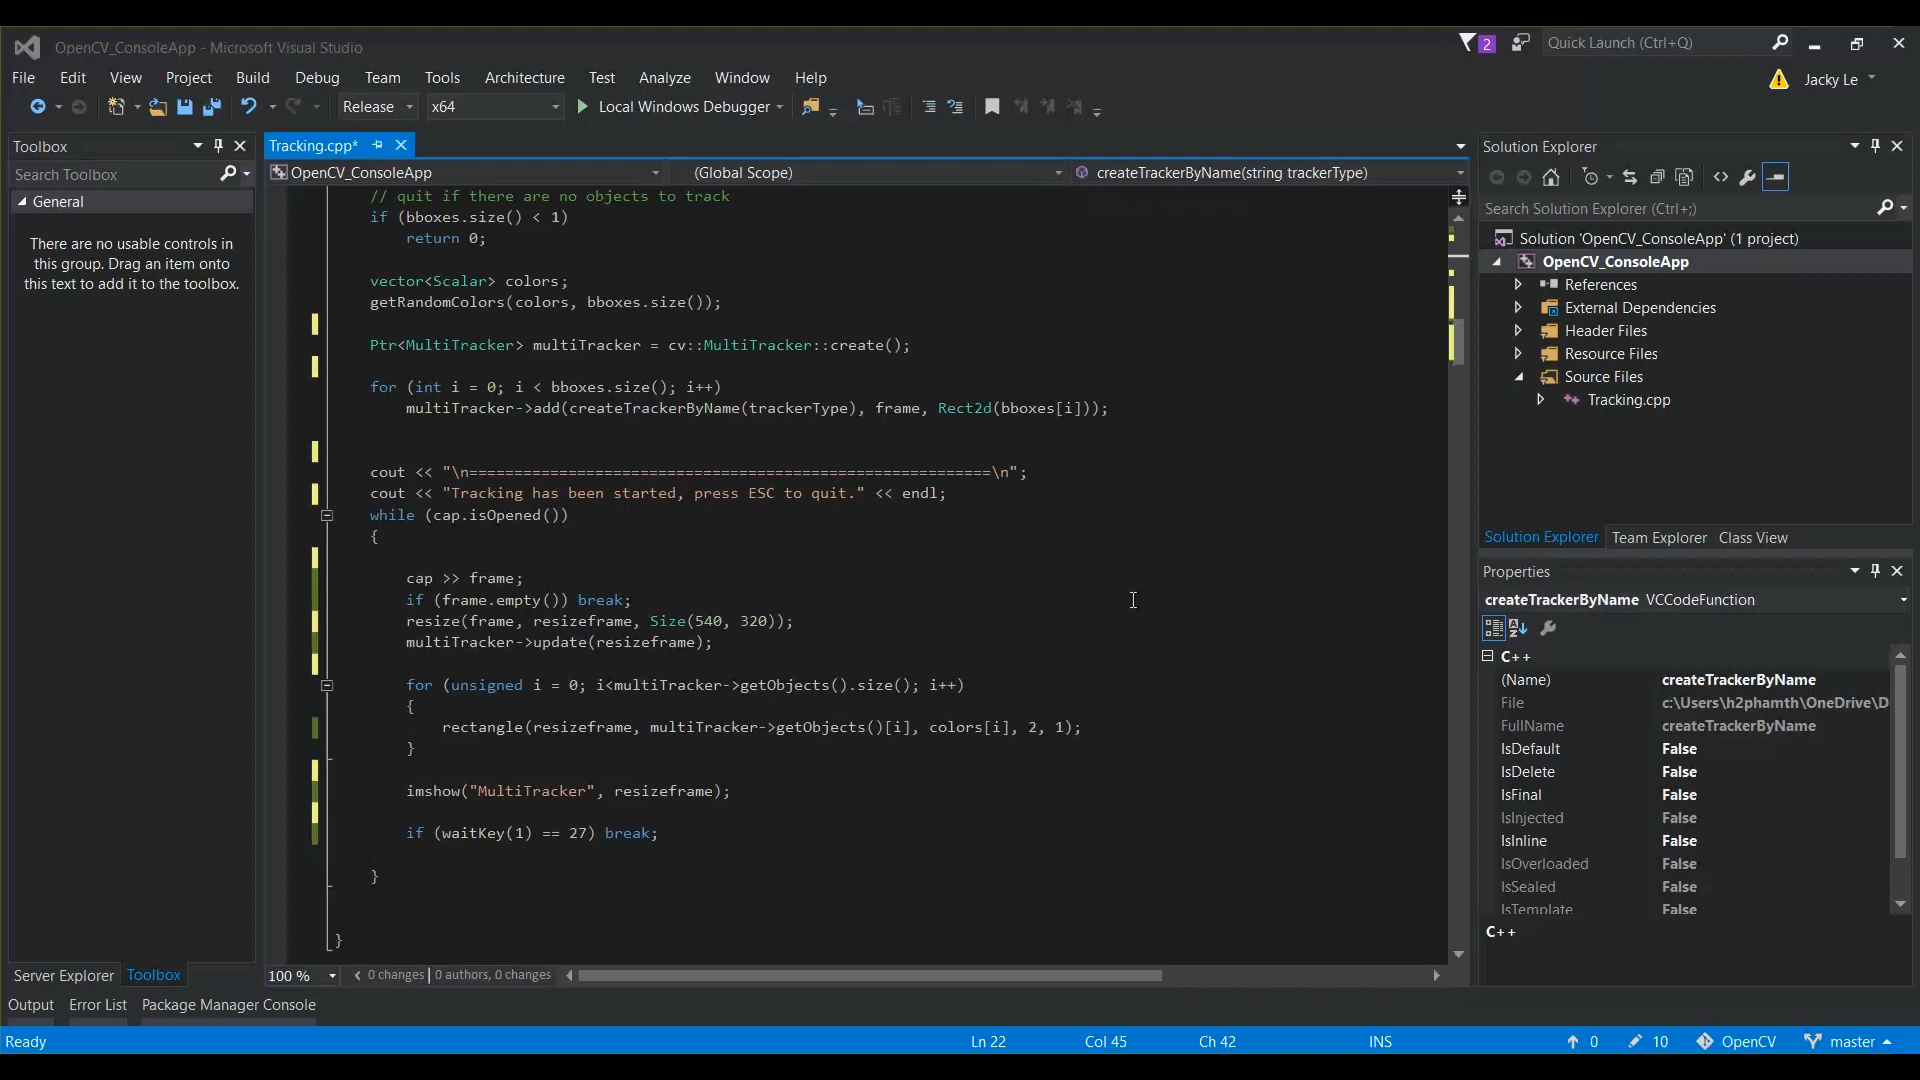 OpenCV_ConsoleApp - Microsoft Visual Studio
2
Quick Launch (Ctrl+Q)
File Edit View Project Build Debug Team Tools Architecture Test Analyze Window Help
Jacky Le
Release x64 Local Windows Debugger
Toolbox
Search Toolbox
General
There are no usable controls in
this group. Drag an item onto
this text to add it to the toolbox.
Server Explorer Toolbox
Tracking.cpp*
OpenCV_ConsoleApp (Global Scope) createTrackerByName(string trackerType)
// quit if there are no objects to track
if (bboxes.size() < 1)
return 0;
vector<Scalar> colors;
getRandomColors(colors, bboxes.size());
Ptr<MultiTracker> multiTracker = cv::MultiTracker::create();
for (int i = 0; i < bboxes.size(); i++)
multiTracker->add(createTrackerByName(trackerType), frame, Rect2d(bboxes[i]));
cout << "\n==========================================================\n";
cout << "Tracking has been started, press ESC to quit." << endl;
while (cap.isOpened())
{
cap >> frame;
if (frame.empty()) break;
resize(frame, resizeframe, Size(540, 320));
multiTracker->update(resizeframe);
for (unsigned i = 0; i<multiTracker->getObjects().size(); i++)
{
rectangle(resizeframe, multiTracker->getObjects()[i], colors[i], 2, 1);
}
imshow("MultiTracker", resizeframe);
if (waitKey(1) == 27) break;
}
}
100 % 0 changes | 0 authors, 0 changes
Solution Explorer
Search Solution Explorer (Ctrl+;)
Solution 'OpenCV_ConsoleApp' (1 project)
OpenCV_ConsoleApp
References
External Dependencies
Header Files
Resource Files
Source Files
Tracking.cpp
Solution Explorer Team Explorer Class View
Properties
createTrackerByName VCCodeFunction
C++
(Name) createTrackerByName
File c:\Users\h2phamth\OneDrive\D
FullName createTrackerByName
IsDefault False
IsDelete False
IsFinal False
IsInjected False
IsInline False
IsOverloaded False
IsSealed False
IsTemplate False
C++
Output Error List Package Manager Console
Ready Ln 22 Col 45 Ch 42 INS 0 10 OpenCV master